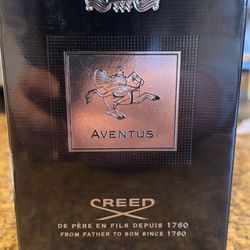 AVENTUS
CREED
DE PÈRE EN FILS DEPUIS 1760
FROM FATHER TO SON SINCE 1760